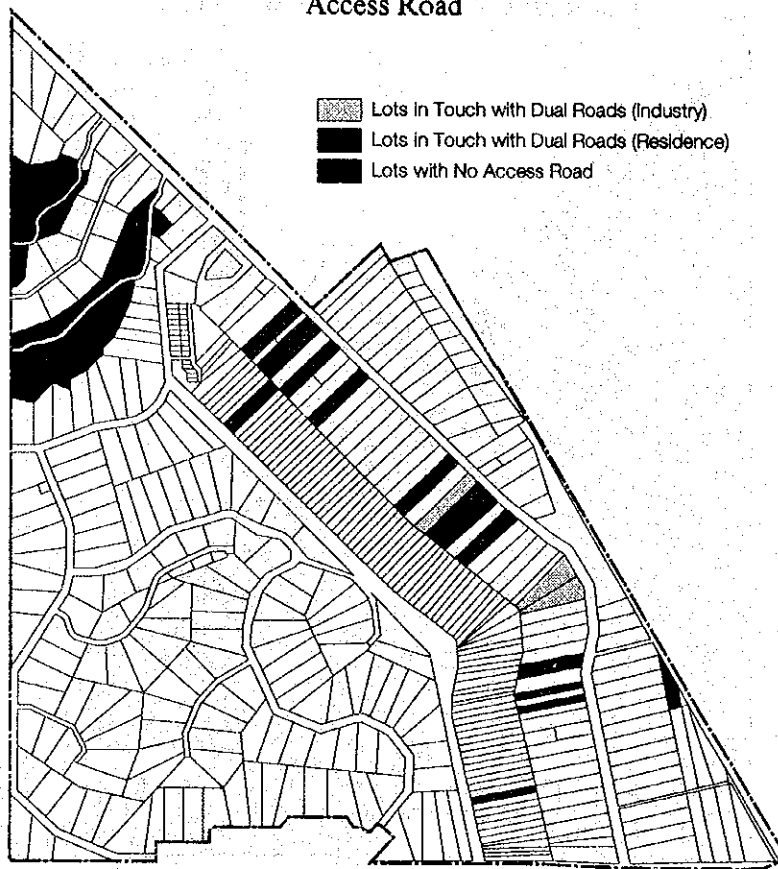 Access Road
Lots in Touch with Dual Roads (Industry)
Lots in Touch with Dual Roads (Residence)
Lots with No Access Road